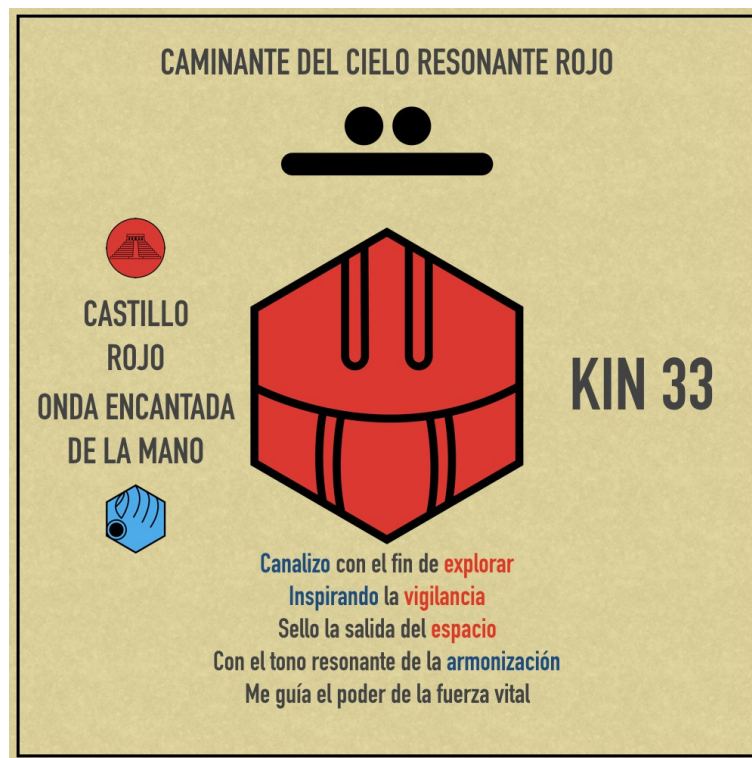 CAMINANTE DEL CIELO RESONANTE ROJO
CASTILLO
ROJO
ONDA ENCANTADA
DE LA MANO
KIN 33
Canalizo con el fin de explorar
Inspirando la vigilancia
Sello la salida del espacio
Con el tono resonante de la armonización
Me guía el poder de la fuerza vital